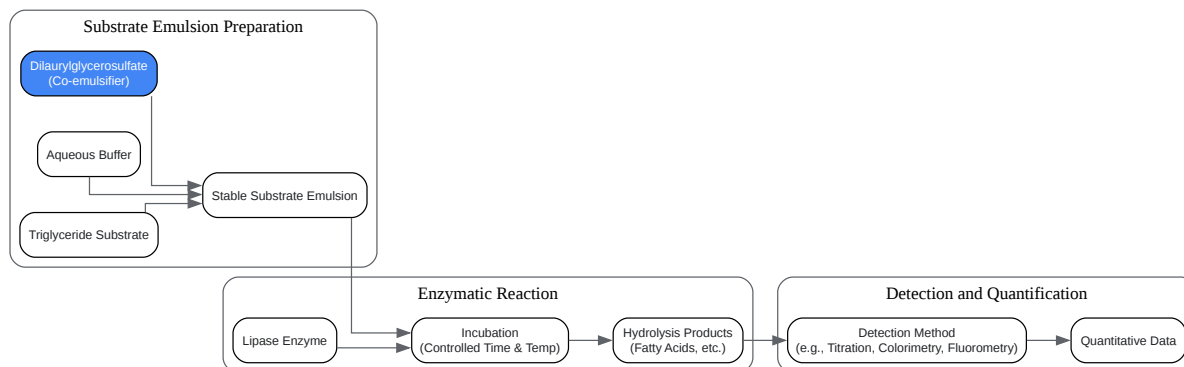 Substrate Emulsion Preparation
Dilaurylglycerosulfate
(Co-emulsifier)
Aqueous Buffer
Stable Substrate Emulsion
Triglyceride Substrate
Enzymatic Reaction
Lipase Enzyme
Incubation
(Controlled Time & Temp)
Hydrolysis Products
(Fatty Acids, etc.)
Detection and Quantification
Detection Method
(e.g., Titration, Colorimetry, Fluorometry)
Quantitative Data